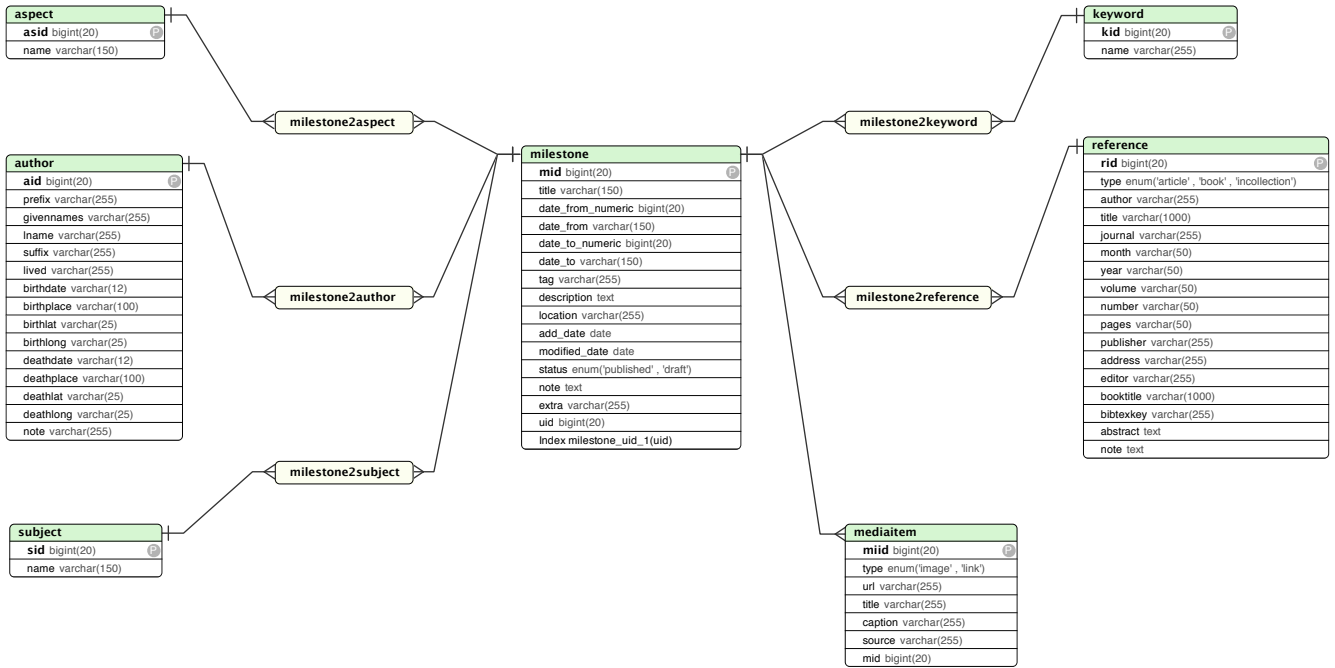 aspect
asid bigint(20) P
name varchar(150)
milestone2aspect
author
aid bigint(20) P
prefix varchar(255)
givennames varchar(255)
lname varchar(255)
suffix varchar(255)
lived varchar(255)
birthdate varchar(12)
birthplace varchar(100)
birthlat varchar(25)
birthlong varchar(25)
deathdate varchar(12)
deathplace varchar(100)
deathlat varchar(25)
deathlong varchar(25)
note varchar(255)
milestone2author
milestone2subject
subject
sid bigint(20) P
name varchar(150)
milestone
mid bigint(20) P
title varchar(150)
date_from_numeric bigint(20)
date_from varchar(150)
date_to_numeric bigint(20)
date_to varchar(150)
tag varchar(255)
description text
location varchar(255)
add_date date
modified_date date
status enum('published' , 'draft')
note text
extra varchar(255)
uid bigint(20)
Index milestone_uid_1(uid)
keyword
kid bigint(20) P
name varchar(255)
milestone2keyword
reference
rid bigint(20) P
type enum('article' , 'book' , 'incollection')
author varchar(255)
title varchar(1000)
journal varchar(255)
month varchar(50)
year varchar(50)
volume varchar(50)
number varchar(50)
pages varchar(50)
publisher varchar(255)
address varchar(255)
editor varchar(255)
booktitle varchar(1000)
bibtexkey varchar(255)
abstract text
note text
milestone2reference
mediaitem
miid bigint(20) P
type enum('image' , 'link')
url varchar(255)
title varchar(255)
caption varchar(255)
source varchar(255)
mid bigint(20)